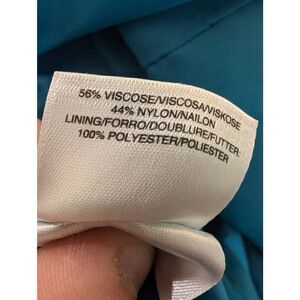 56% VISCOSE/VISCOSA/VISKOSE
44% NYLON/NAILON
LINING/FORRO/DOUBLURE/FUTTER:
100% POLYESTER/POLIESTER